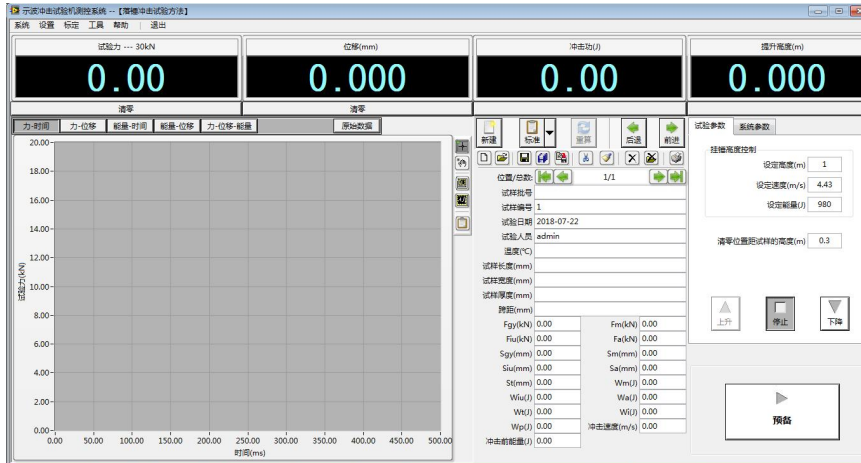 示波冲击试验机测控系统 --【落锤冲击试验方法】
系统 设置 标定 工具 帮助 退出
试验力 --- 30kN 位移(mm) 冲击功(J) 提升高度(m)
0.00 0.000 0.00 0.000
清零 清零
力-时间 力-位移 能量-时间 能量-位移 力-位移-能量 原始数据
新建 标准 重算 后退 前进
试验参数 系统参数
位置/总数: 1/1
试样批号
试样编号 1
试验日期 2018-07-22
试验人员 admin
温度(℃)
试样长度(mm)
试样宽度(mm)
试样厚度(mm)
跨距(mm)
Fgy(kN) 0.00 Fm(kN) 0.00
Fiu(kN) 0.00 Fa(kN) 0.00
Sgy(mm) 0.00 Sm(mm) 0.00
Siu(mm) 0.00 Sa(mm) 0.00
St(mm) 0.00 Wm(J) 0.00
Wiu(J) 0.00 Wa(J) 0.00
Wt(J) 0.00 Wi(J) 0.00
Wp(J) 0.00 冲击速度(m/s) 0.00
冲击前能量(J) 0.00
挂锤高度控制
设定高度(m) 1
设定速度(m/s) 4.43
设定能量(J) 980
清零位置距试样的高度(m) 0.3
上升 停止 下降
预备
试验力(kN)
20.00
18.00
16.00
14.00
12.00
10.00
8.00
6.00
4.00
2.00
0.00
0.00 50.00 100.00 150.00 200.00 250.00 300.00 350.00 400.00 450.00 500.00
时间(ms)